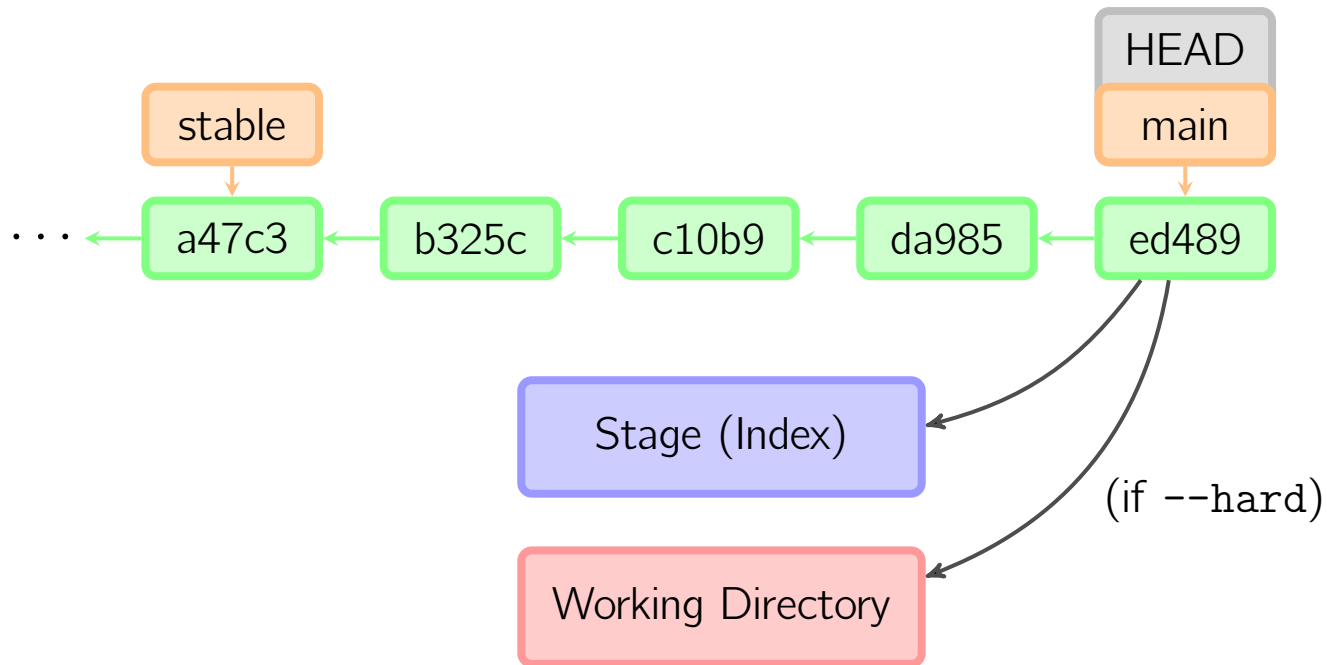 HEAD
stable
main
··· a47c3 b325c c10b9 da985 ed489
Stage (Index)
(if --hard)
Working Directory